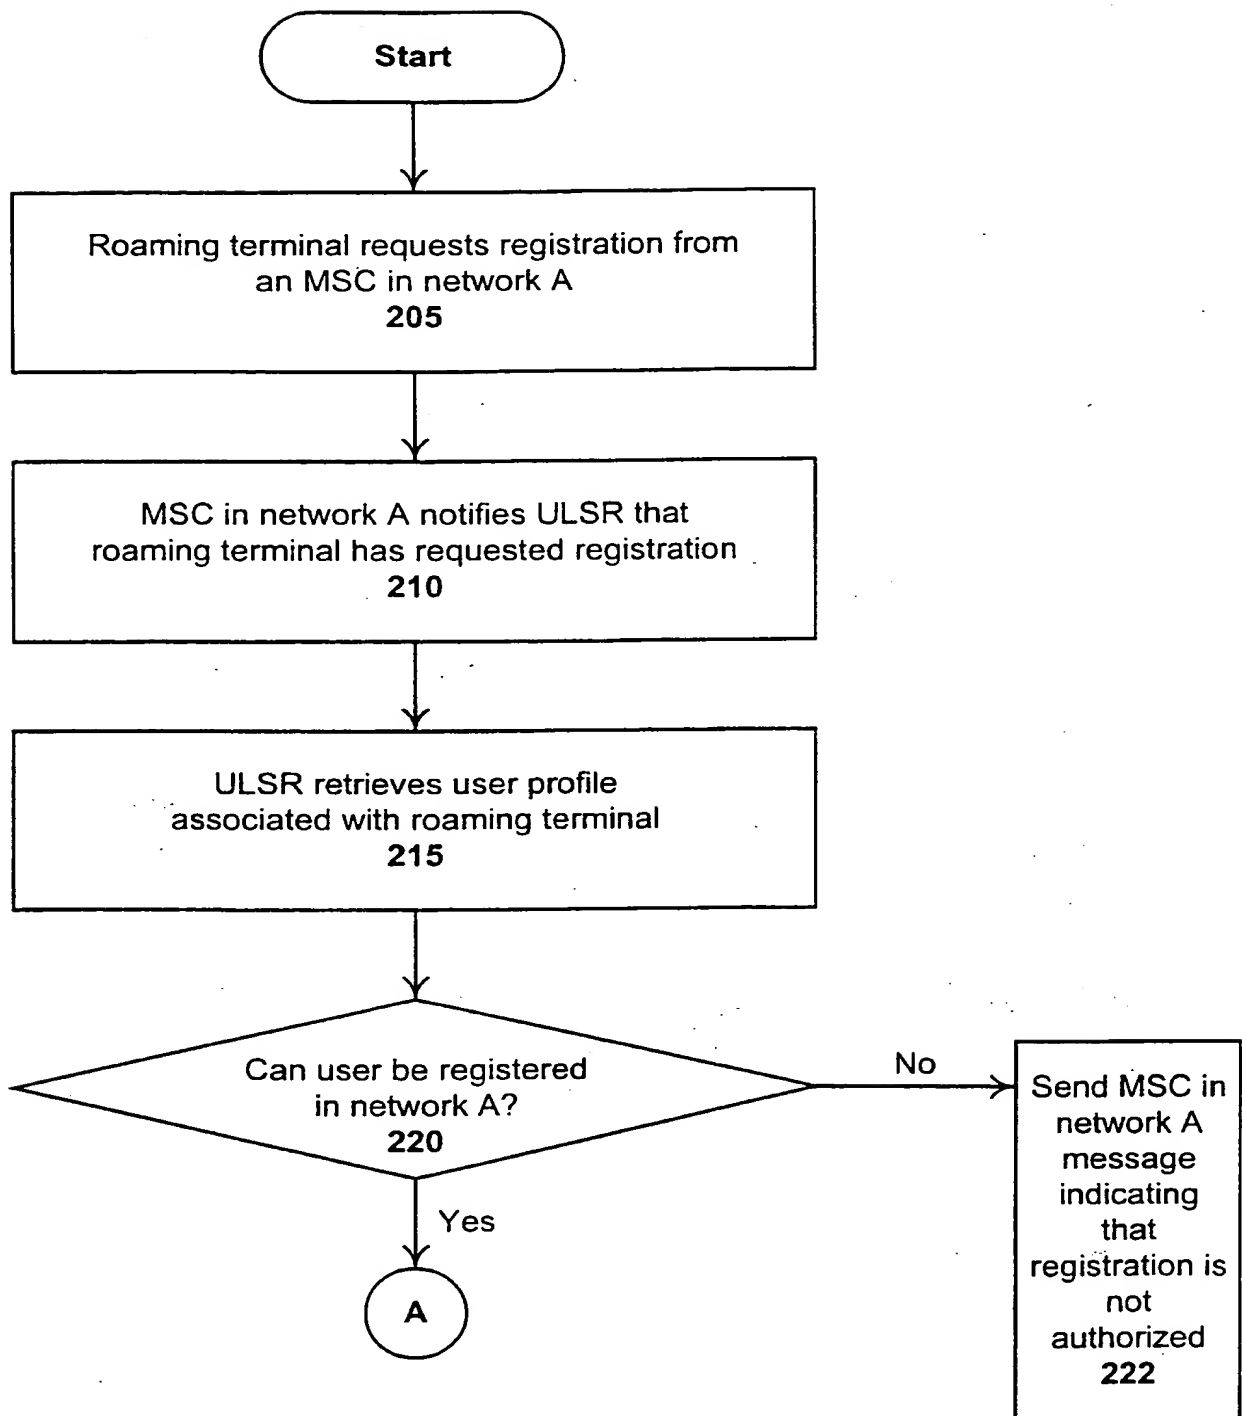 Start
Roaming terminal requests registration from
an MSC in network A
205
MSC in network A notifies ULSR that
roaming terminal has requested registration
210
ULSR retrieves user profile
associated with roaming terminal
215
Can user be registered
in network A?
220
No
Send MSC in
network A
message
indicating
that
registration is
not
authorized
222
Yes
A